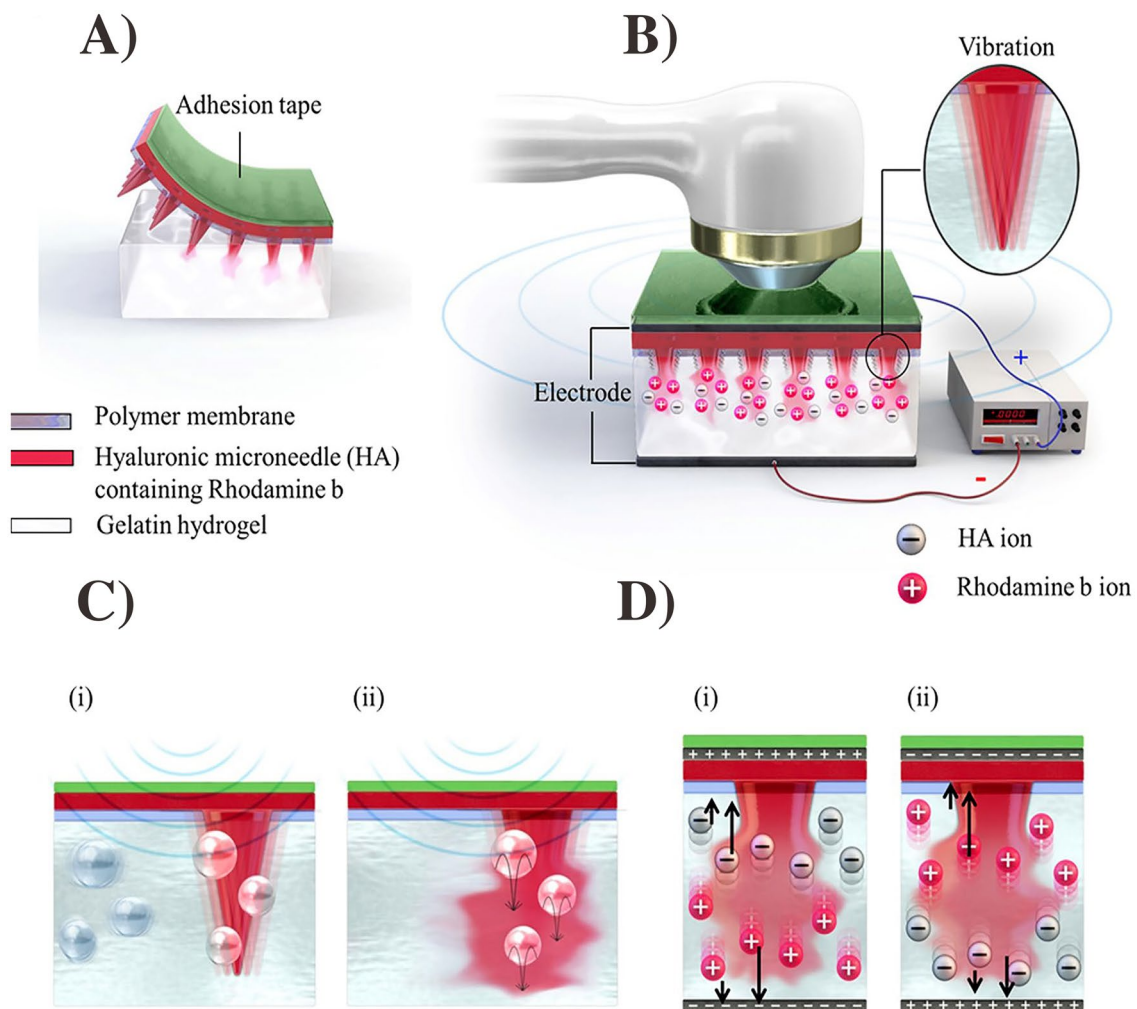 A)
Adhesion tape
Polymer membrane
Hyaluronic microneedle (HA)
containing Rhodamine b
Gelatin hydrogel
B)
Vibration
Electrode
+
-
HA ion
Rhodamine b ion
C)
(i)
(ii)
D)
(i)
(ii)